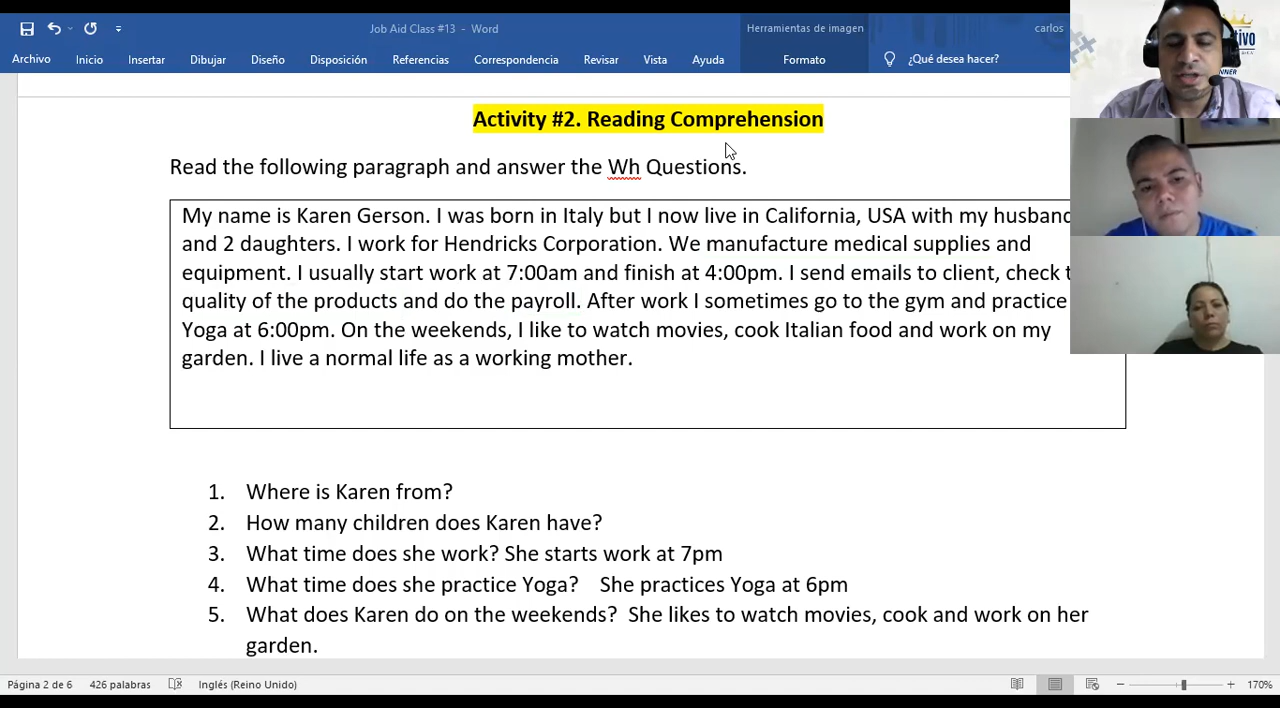 Job Aid Class #13 - Word
Herramientas de imagen
carlos
Archivo Inicio Insertar Dibujar Diseño Disposición Referencias Correspondencia Revisar Vista Ayuda Formato ¿Qué desea hacer?
Activity #2. Reading Comprehension
Read the following paragraph and answer the Wh Questions.
My name is Karen Gerson. I was born in Italy but I now live in California, USA with my husband
and 2 daughters. I work for Hendricks Corporation. We manufacture medical supplies and
equipment. I usually start work at 7:00am and finish at 4:00pm. I send emails to client, check
quality of the products and do the payroll. After work I sometimes go to the gym and practice
Yoga at 6:00pm. On the weekends, I like to watch movies, cook Italian food and work on my
garden. I live a normal life as a working mother.
1. Where is Karen from?
2. How many children does Karen have?
3. What time does she work? She starts work at 7pm
4. What time does she practice Yoga? She practices Yoga at 6pm
5. What does Karen do on the weekends? She likes to watch movies, cook and work on her
garden.
Página 2 de 6 426 palabras Inglés (Reino Unido) 170%